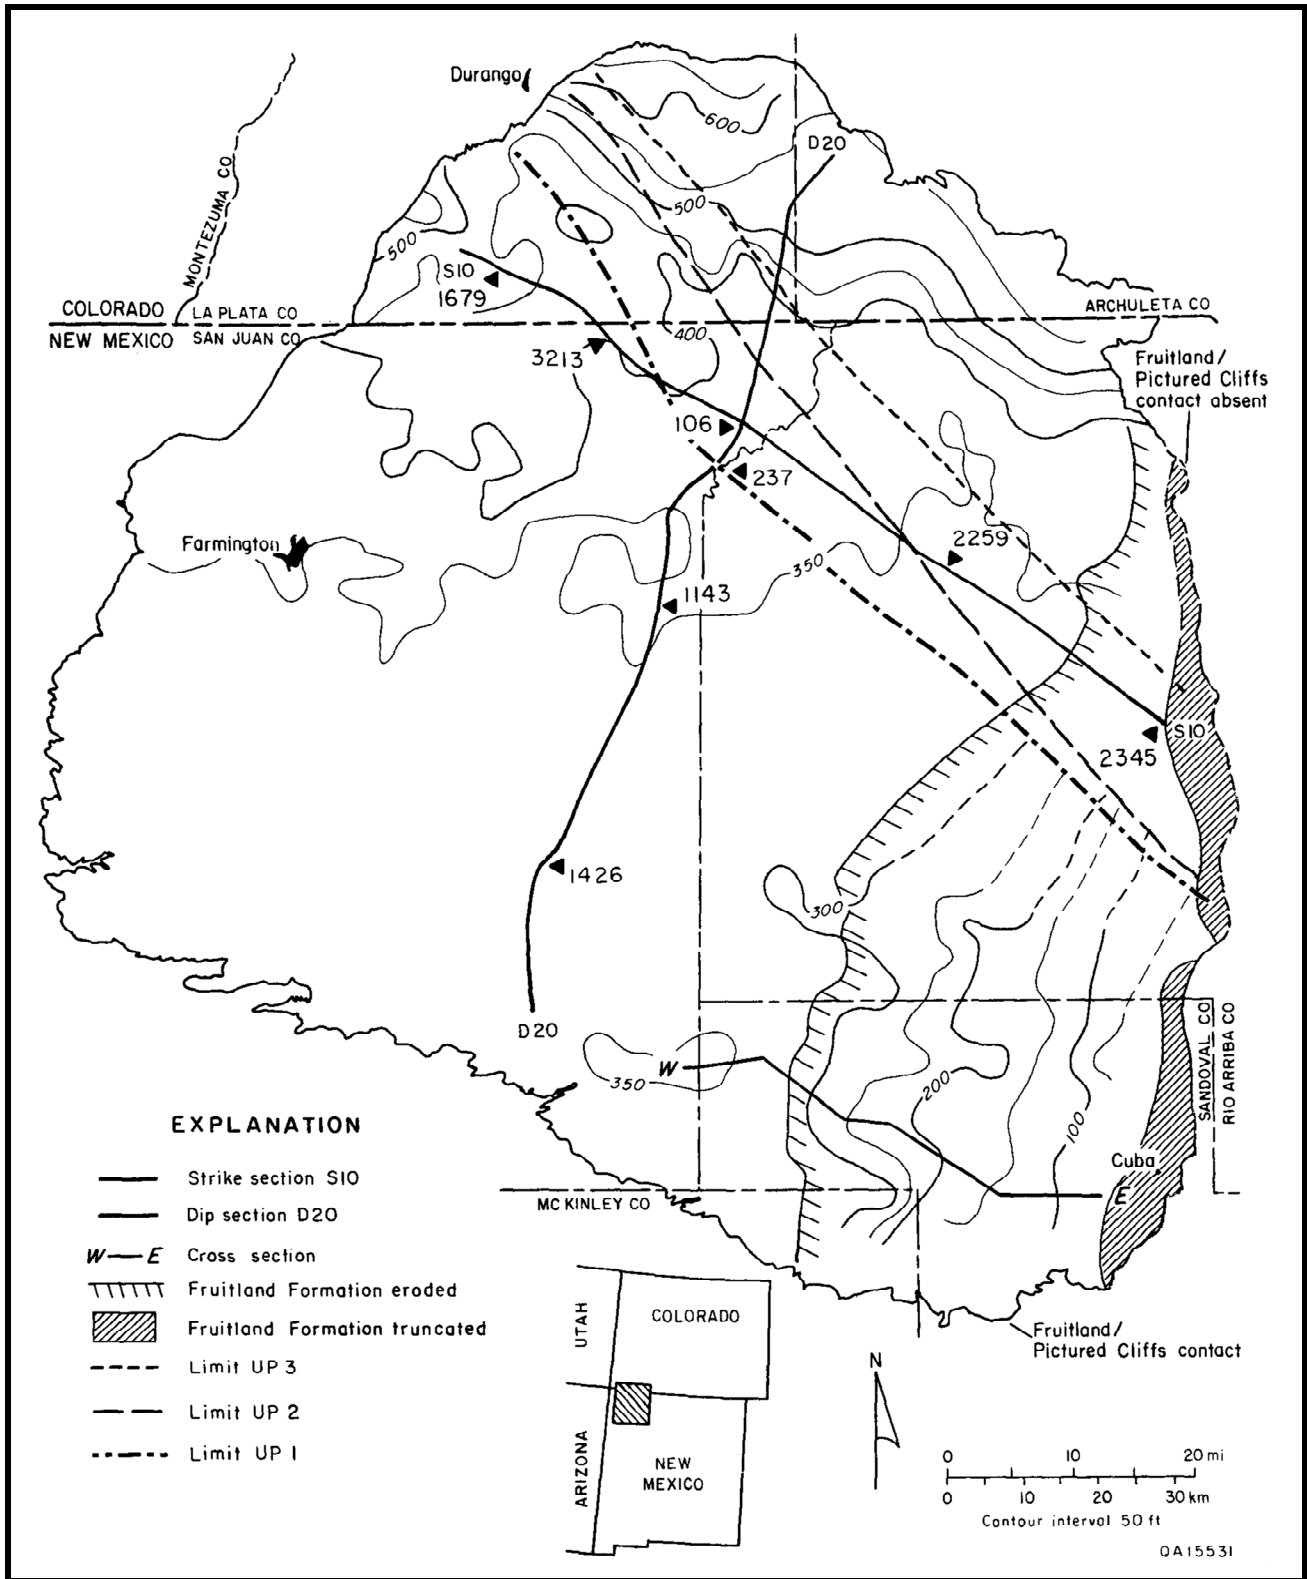 Durango
600
D20
MONTEZUMA CO
500
500
S10
1679
COLORADO
LA PLATA CO
ARCHULETA CO
NEW MEXICO
SAN JUAN CO
400
3213
Fruitland/
Pictured Cliffs
contact absent
106
237
2259
Farmington
350
1143
S10
2345
1426
300
D20
W
350
200
100
SANDOVAL CO
RIO ARRIBA CO
Cuba
E
MC KINLEY CO
EXPLANATION
Strike section S10
Dip section D20
W E Cross section
Fruitland Formation eroded
Fruitland Formation truncated
Limit UP 3
Limit UP 2
Limit UP 1
UTAH
COLORADO
ARIZONA
NEW
MEXICO
Fruitland/
Pictured Cliffs contact
N
0 10 20 mi
0 10 20 30 km
Contour interval 50 ft
QA15531